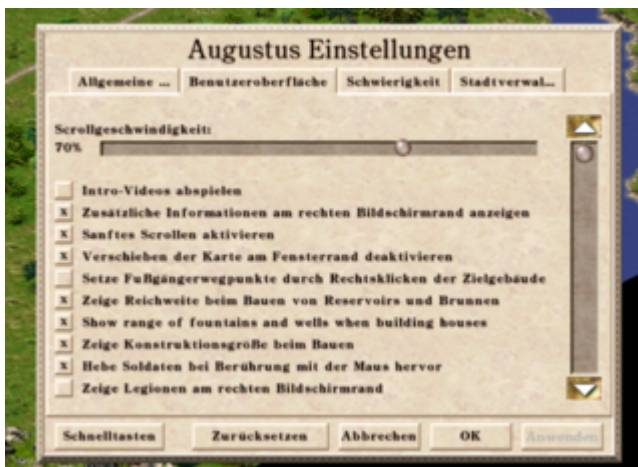 Augustus Einstellungen
Allgemeine ... Benutzeroberfläche Schwierigkeit Stadtverwal...
Scrollgeschwindigkeit:
70%
Intro-Videos abspielen
x Zusätzliche Informationen am rechten Bildschirmrand anzeigen
x Sanftes Scrollen aktivieren
x Verschieben der Karte am Fensterrand deaktivieren
Setze Fußgängerwegpunkte durch Rechtsklicken der Zielgebäude
x Zeige Reichweite beim Bauen von Reservoirs und Brunnen
x Show range of fountains and wells when building houses
x Zeige Konstruktionsgröße beim Bauen
x Hebe Soldaten bei Berührung mit der Maus hervor
Zeige Legionen am rechten Bildschirmrand
Schnelltasten Zurücksetzen Abbrechen OK Anwenden